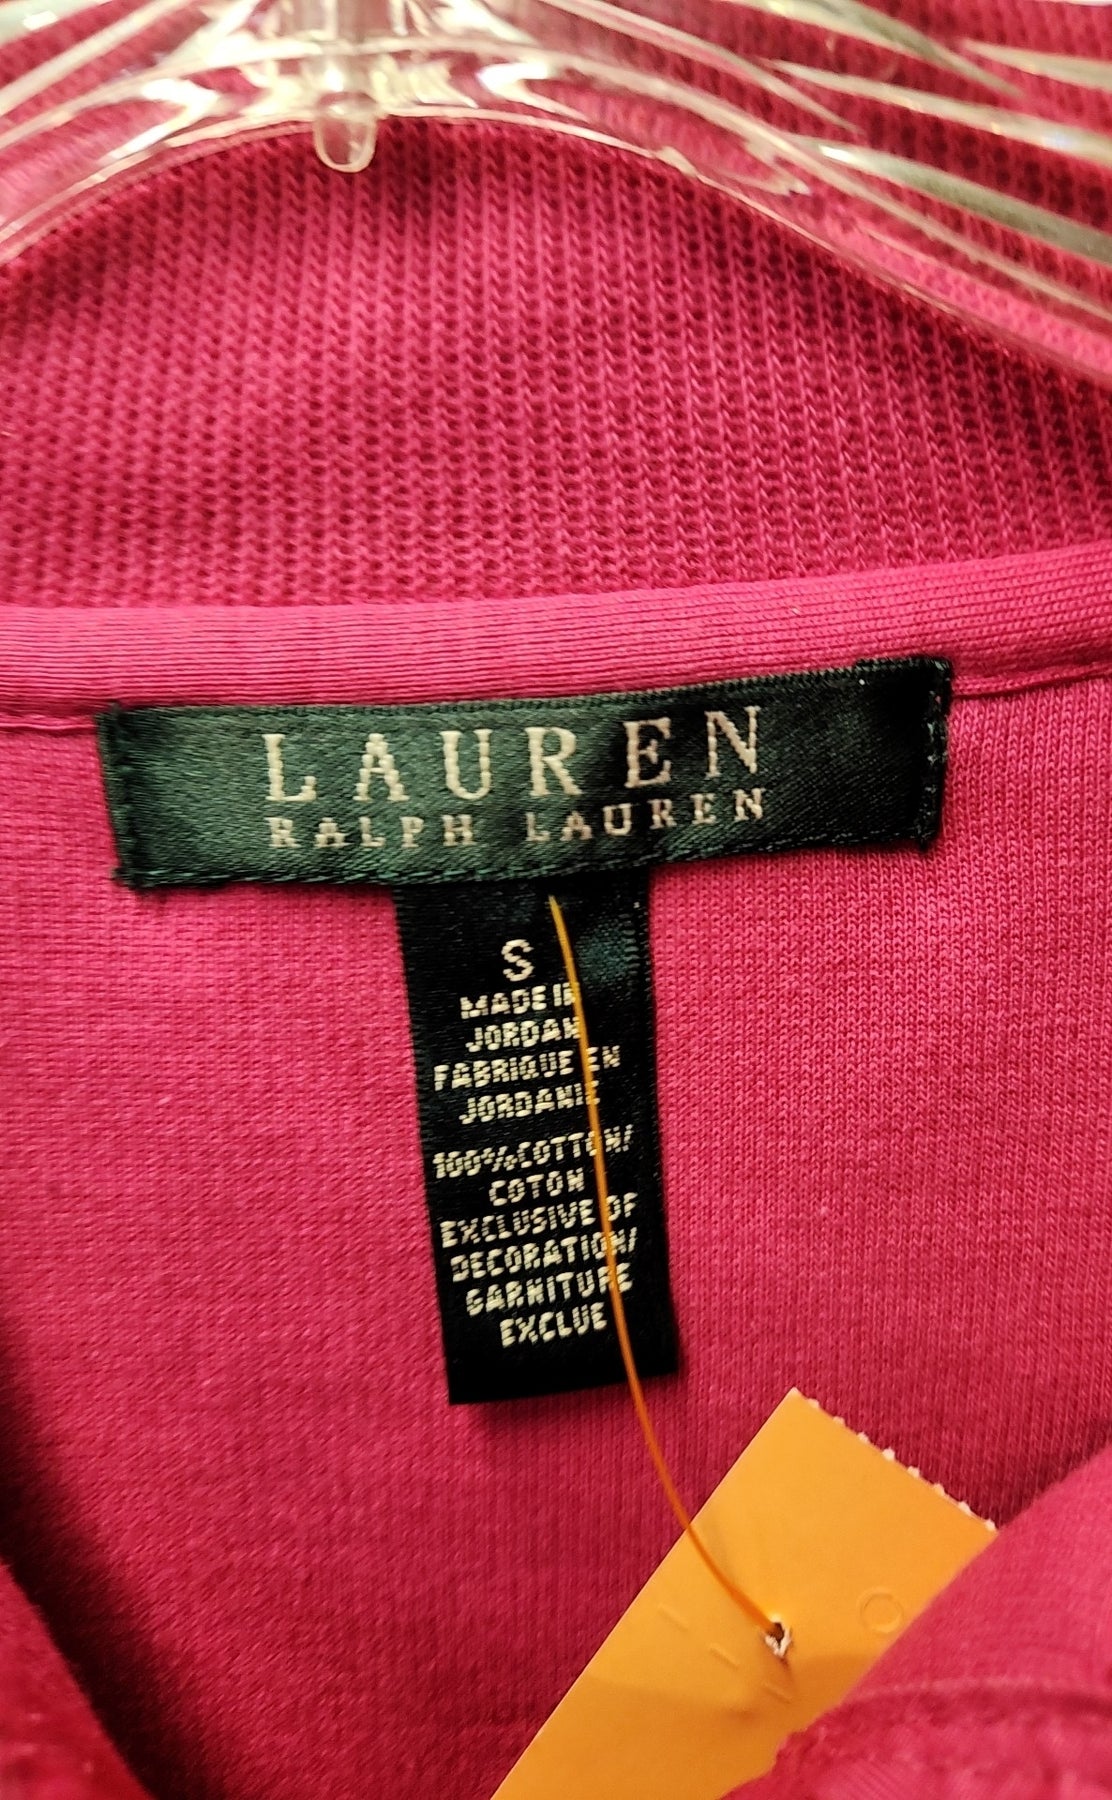 LAUREN
RALPH LAUREN
S
MADE IN
JORDAN
FABRIQUE EN
JORDANIE
100%COTTON/
COTON
EXCLUSIVE OF
DECORATION/
GARNITURE
EXCLUE